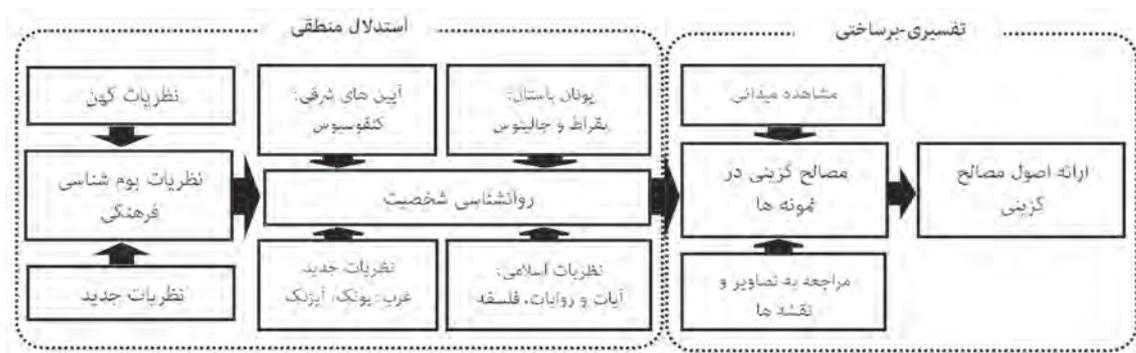 استدلال منطقی
تفسیری-برساختی
نظریات کهن
آیین های شرقی:
کنفوسیوس
یونان باستان:
بقراط و جالینوس
مشاهده میدانی
نظریات بوم شناسی
فرهنگی
روانشناسی شخصیت
مصالح گزینی در
نمونه ها
ارائه اصول مصالح
گزینی
نظریات جدید
نظریات جدید
غرب: یونگ، آیزنک
نظریات اسلامی:
آیات و روایات، فلسفه
مراجعه به تصاویر و
نقشه ها